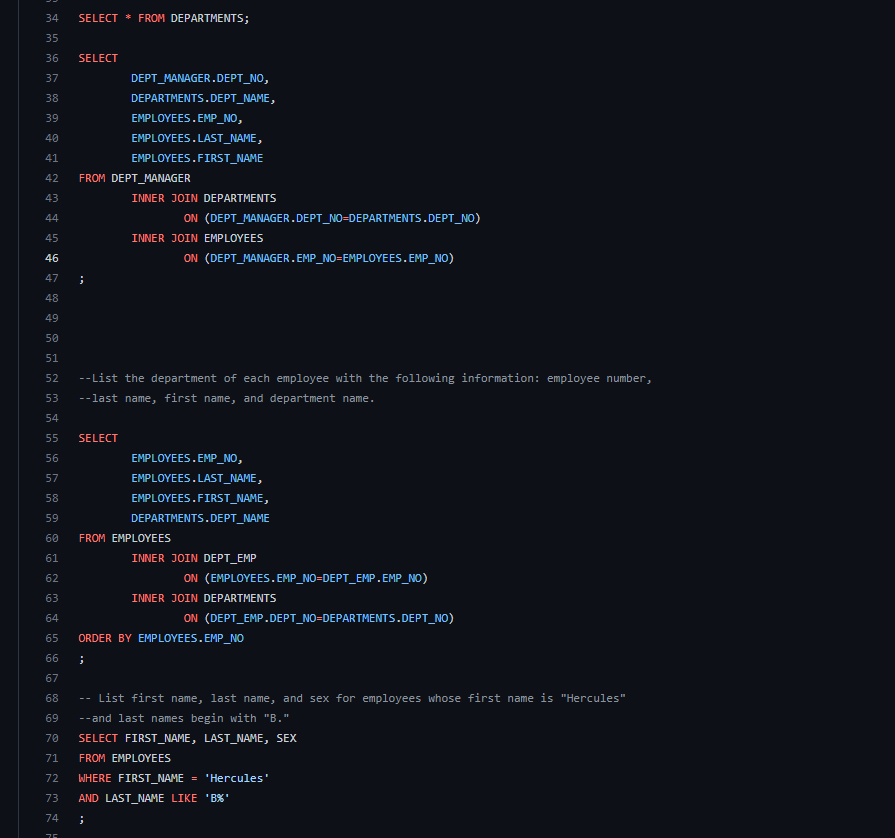 34 SELECT * FROM DEPARTMENTS;
35
36 SELECT
37 DEPT_MANAGER.DEPT_NO,
38 DEPARTMENTS.DEPT_NAME,
39 EMPLOYEES.EMP_NO,
40 EMPLOYEES.LAST_NAME,
41 EMPLOYEES.FIRST_NAME
42 FROM DEPT_MANAGER
43 INNER JOIN DEPARTMENTS
44 ON (DEPT_MANAGER.DEPT_NO=DEPARTMENTS.DEPT_NO)
45 INNER JOIN EMPLOYEES
46 ON (DEPT_MANAGER.EMP_NO=EMPLOYEES.EMP_NO)
47 ;
48
49
50
51
52 --List the department of each employee with the following information: employee number,
53 --last name, first name, and department name.
54
55 SELECT
56 EMPLOYEES.EMP_NO,
57 EMPLOYEES.LAST_NAME,
58 EMPLOYEES.FIRST_NAME,
59 DEPARTMENTS.DEPT_NAME
60 FROM EMPLOYEES
61 INNER JOIN DEPT_EMP
62 ON (EMPLOYEES.EMP_NO=DEPT_EMP.EMP_NO)
63 INNER JOIN DEPARTMENTS
64 ON (DEPT_EMP.DEPT_NO=DEPARTMENTS.DEPT_NO)
65 ORDER BY EMPLOYEES.EMP_NO
66 ;
67
68 -- List first name, last name, and sex for employees whose first name is "Hercules"
69 --and last names begin with "B."
70 SELECT FIRST_NAME, LAST_NAME, SEX
71 FROM EMPLOYEES
72 WHERE FIRST_NAME = 'Hercules'
73 AND LAST_NAME LIKE 'B%'
74 ;